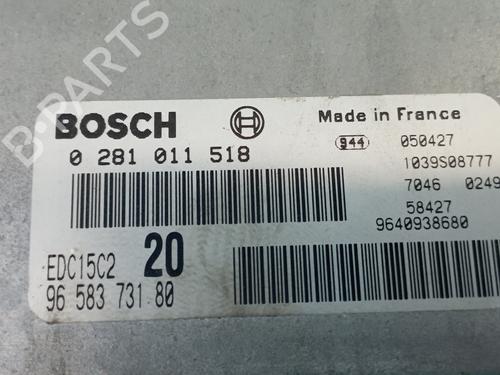 B-PARTS
BOSCH
Made in France
0 281 011 518
944
050427
1039S08777
7046 0249
58427
9640938680
EDC15C2 20
96 583 731 80